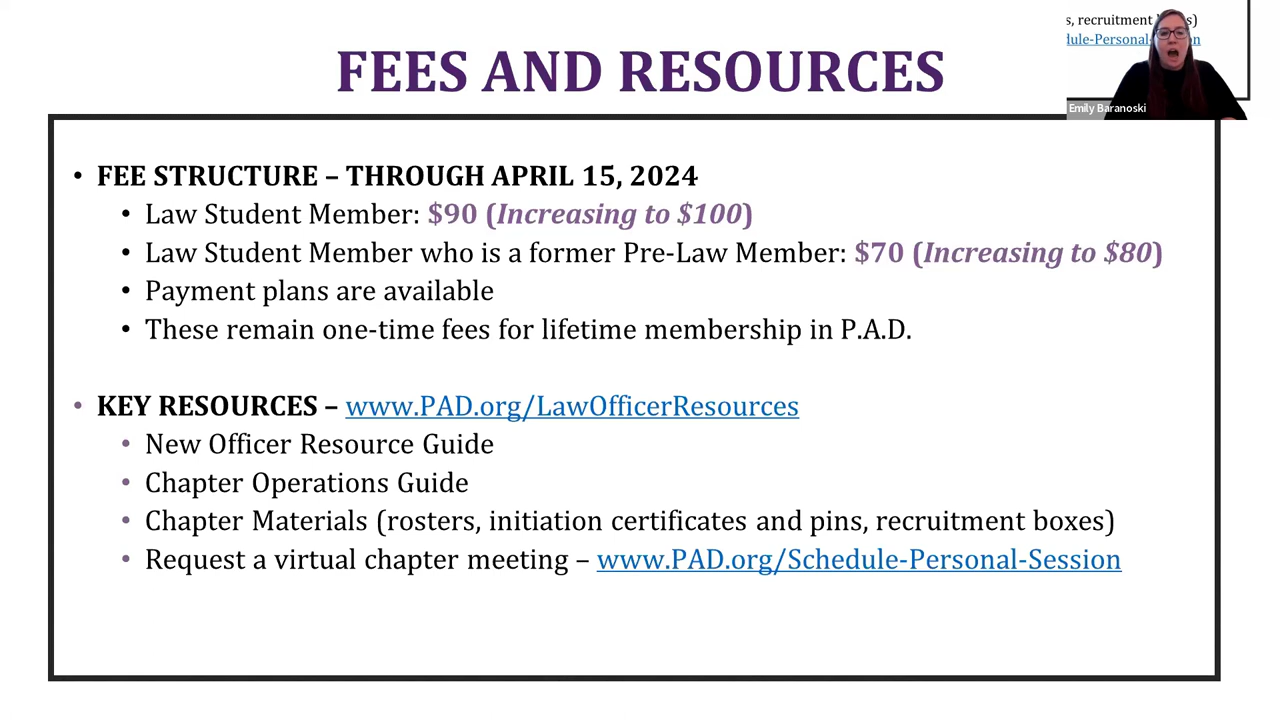 s, recruitment
dule-Personal
Emily Baranoski
FEES AND RESOURCES
• FEE STRUCTURE – THROUGH APRIL 15, 2024
• Law Student Member: $90 (Increasing to $100)
• Law Student Member who is a former Pre-Law Member: $70 (Increasing to $80)
• Payment plans are available
• These remain one-time fees for lifetime membership in P.A.D.
• KEY RESOURCES – www.PAD.org/LawOfficerResources
• New Officer Resource Guide
• Chapter Operations Guide
• Chapter Materials (rosters, initiation certificates and pins, recruitment boxes)
• Request a virtual chapter meeting – www.PAD.org/Schedule-Personal-Session